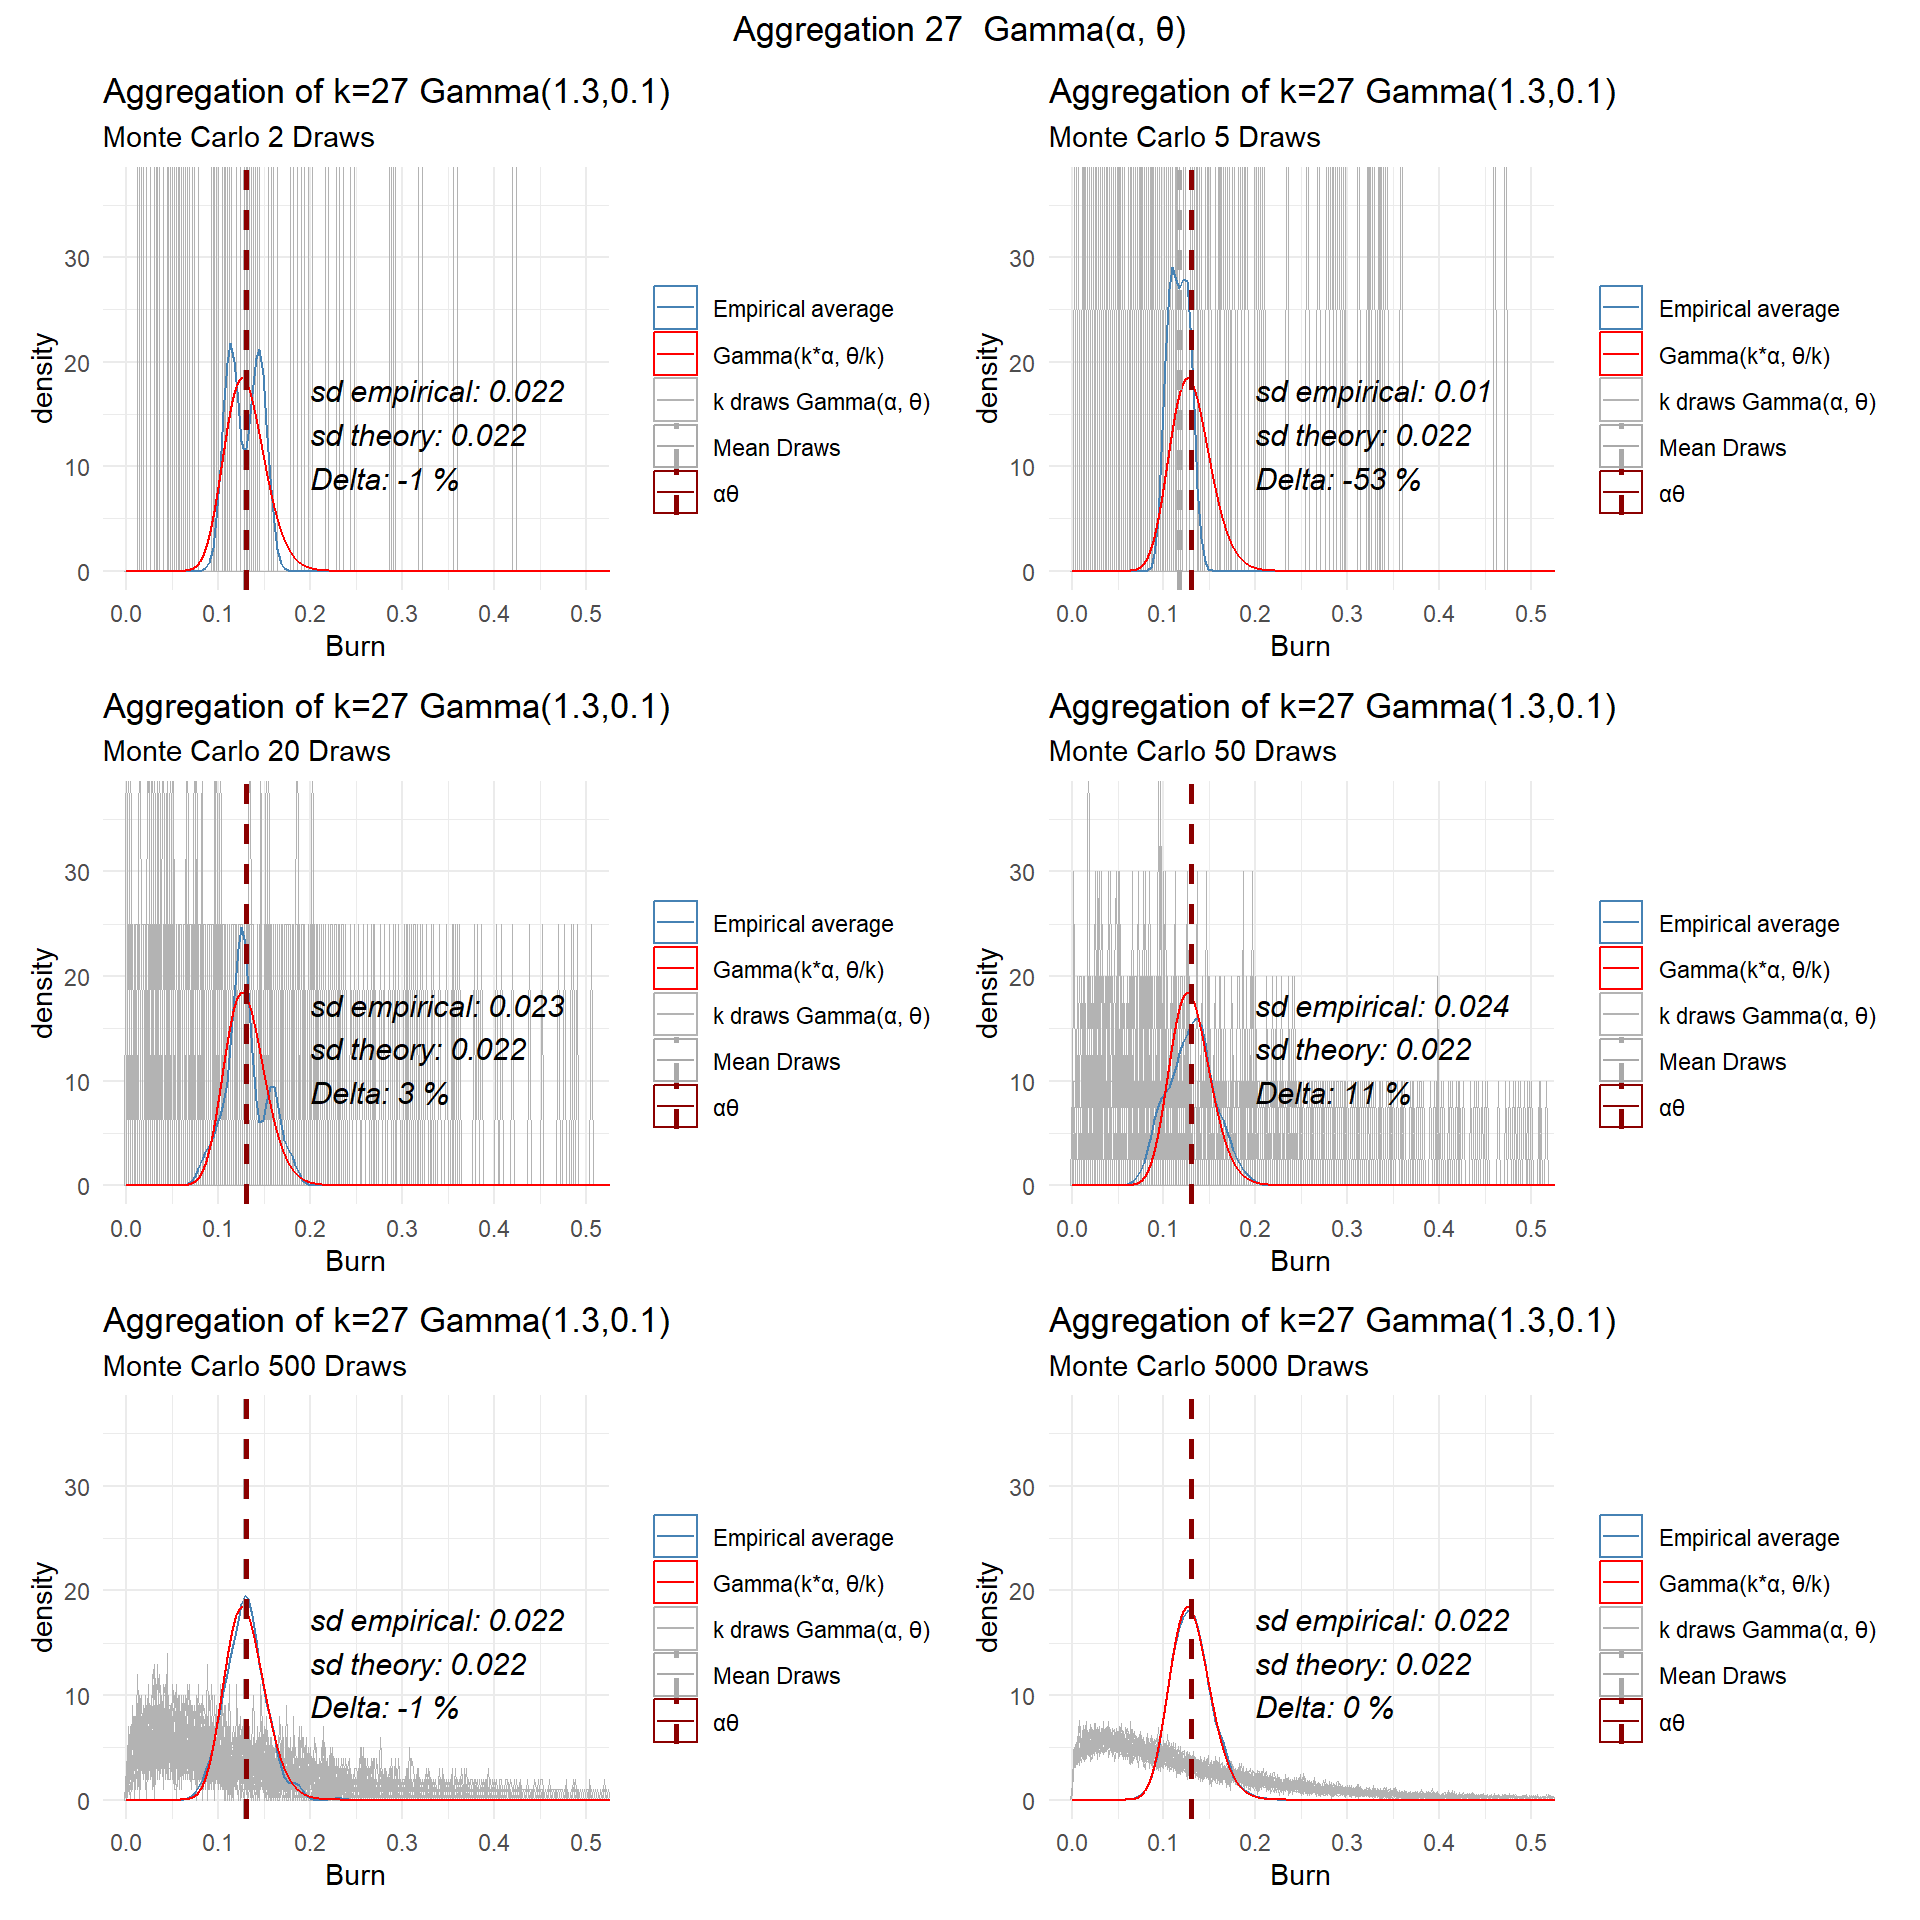 Aggregation 27  Gamma(α, θ)
Aggregation of k=27 Gamma(1.3,0.1)
Monte Carlo 2 Draws
density
30
20
10
0
sd empirical: 0.022
sd theory: 0.022
Delta: -1 %
0.0 0.1 0.2 0.3 0.4 0.5
Burn
Empirical average
Gamma(k*α, θ/k)
k draws Gamma(α, θ)
Mean Draws
αθ
Aggregation of k=27 Gamma(1.3,0.1)
Monte Carlo 5 Draws
density
30
20
10
0
sd empirical: 0.01
sd theory: 0.022
Delta: -53 %
0.0 0.1 0.2 0.3 0.4 0.5
Burn
Empirical average
Gamma(k*α, θ/k)
k draws Gamma(α, θ)
Mean Draws
αθ
Aggregation of k=27 Gamma(1.3,0.1)
Monte Carlo 20 Draws
density
30
20
10
0
sd empirical: 0.023
sd theory: 0.022
Delta: 3 %
0.0 0.1 0.2 0.3 0.4 0.5
Burn
Empirical average
Gamma(k*α, θ/k)
k draws Gamma(α, θ)
Mean Draws
αθ
Aggregation of k=27 Gamma(1.3,0.1)
Monte Carlo 50 Draws
density
30
20
10
0
sd empirical: 0.024
sd theory: 0.022
Delta: 11 %
0.0 0.1 0.2 0.3 0.4 0.5
Burn
Empirical average
Gamma(k*α, θ/k)
k draws Gamma(α, θ)
Mean Draws
αθ
Aggregation of k=27 Gamma(1.3,0.1)
Monte Carlo 500 Draws
density
30
20
10
0
sd empirical: 0.022
sd theory: 0.022
Delta: -1 %
0.0 0.1 0.2 0.3 0.4 0.5
Burn
Empirical average
Gamma(k*α, θ/k)
k draws Gamma(α, θ)
Mean Draws
αθ
Aggregation of k=27 Gamma(1.3,0.1)
Monte Carlo 5000 Draws
density
30
20
10
0
sd empirical: 0.022
sd theory: 0.022
Delta: 0 %
0.0 0.1 0.2 0.3 0.4 0.5
Burn
Empirical average
Gamma(k*α, θ/k)
k draws Gamma(α, θ)
Mean Draws
αθ